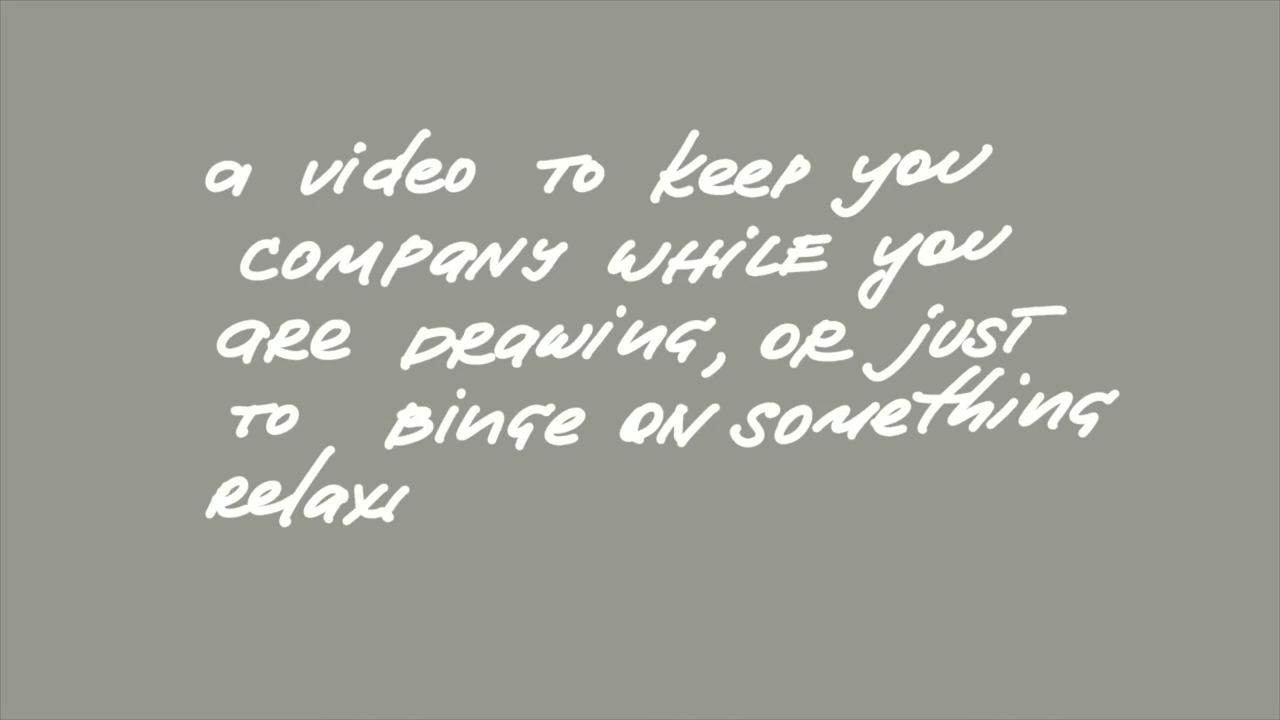 a video to keep you
company while you
are drawing, or just
to binge on something
relaxi